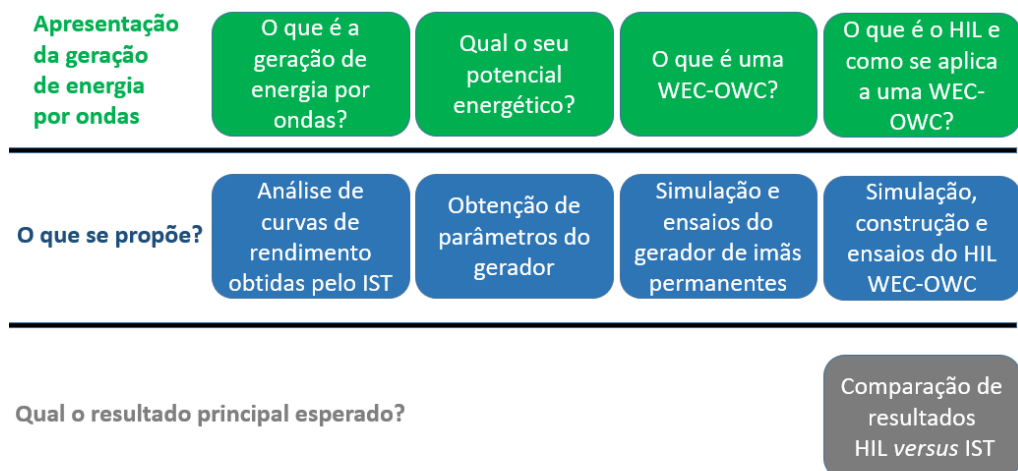 Apresentação
da geração
de energia
por ondas
O que é a
geração de
energia por
ondas?
Qual o seu
potencial
energético?
O que é uma
WEC-OWC?
O que é o HIL e
como se aplica
a uma WEC-
OWC?
O que se propõe?
Análise de
curvas de
rendimento
obtidas pelo IST
Obtenção de
parâmetros do
gerador
Simulação e
ensaios do
gerador de imãs
permanentes
Simulação,
construção e
ensaios do HIL
WEC-OWC
Qual o resultado principal esperado?
Comparação de
resultados
HIL versus IST